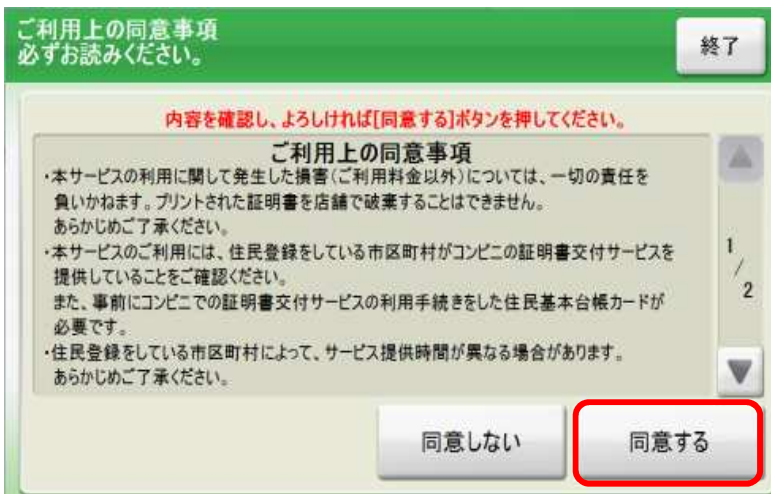 ご利用上の同意事項
必ずお読みください。
終了
内容を確認し、よろしければ[同意する]ボタンを押してください。
ご利用上の同意事項
・本サービスの利用に関して発生した損害(ご利用料金以外)については、一切の責任を
負いかねます。プリントされた証明書を店舗で破棄することはできません。
あらかじめご了承ください。
・本サービスのご利用には、住民登録をしている市区町村がコンビニの証明書交付サービスを
提供していることをご確認ください。
また、事前にコンビニでの証明書交付サービスの利用手続きをした住民基本台帳カードが
必要です。
・住民登録をしている市区町村によって、サービス提供時間が異なる場合があります。
あらかじめご了承ください。
1/2
同意しない
同意する